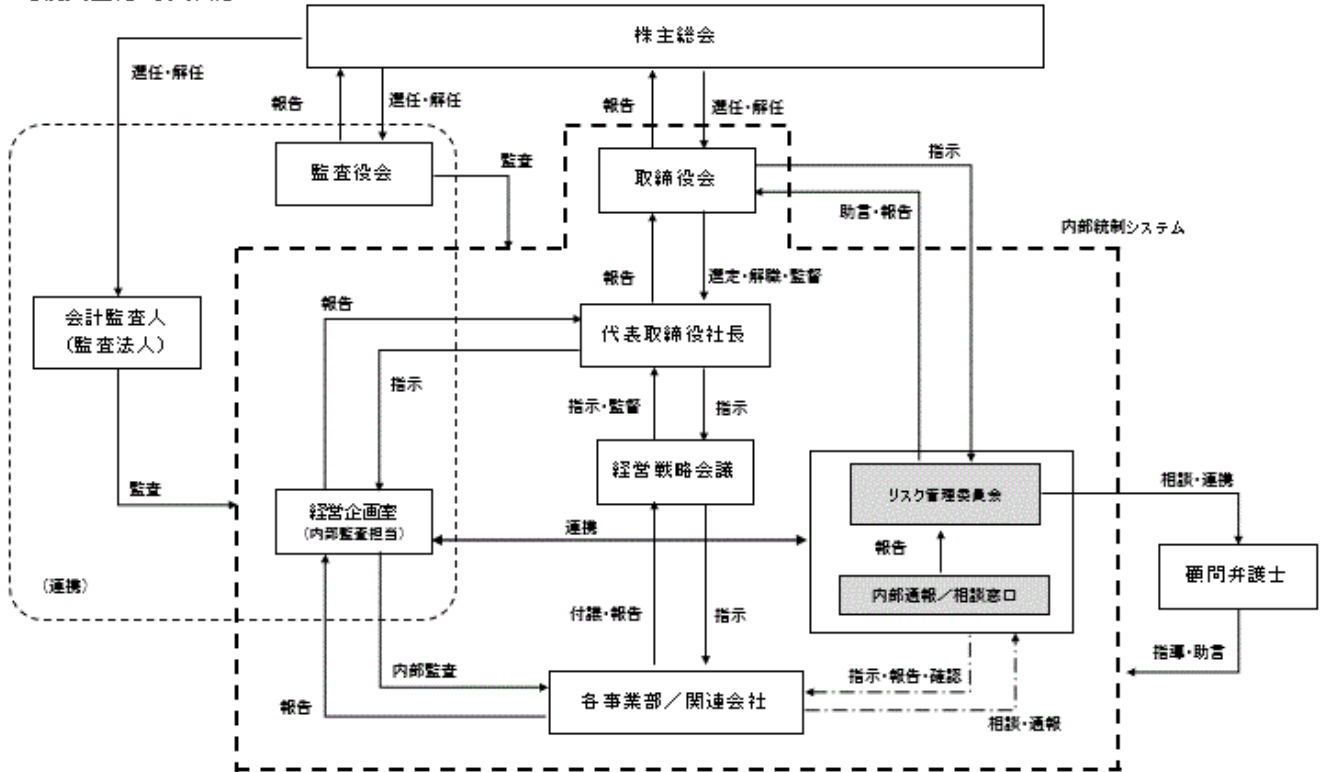 株主総会
選任・解任
報告
選任・解任
報告
選任・解任
監査役会
監査
取締役会
指示
助言・報告
内部統制システム
報告
選定・解職・監督
報告
会計監査人
(監査法人)
代表取締役社長
指示
指示・監督
指示
経営戦略会議
監査
経営企画室
(内部監査担当)
連携
リスク管理委員会
相談・連携
報告
内部通報/相談窓口
顧問弁護士
(連携)
付議・報告
指示
内部監査
指示・報告・確認
指導・助言
報告
各事業部/関連会社
相談・通報